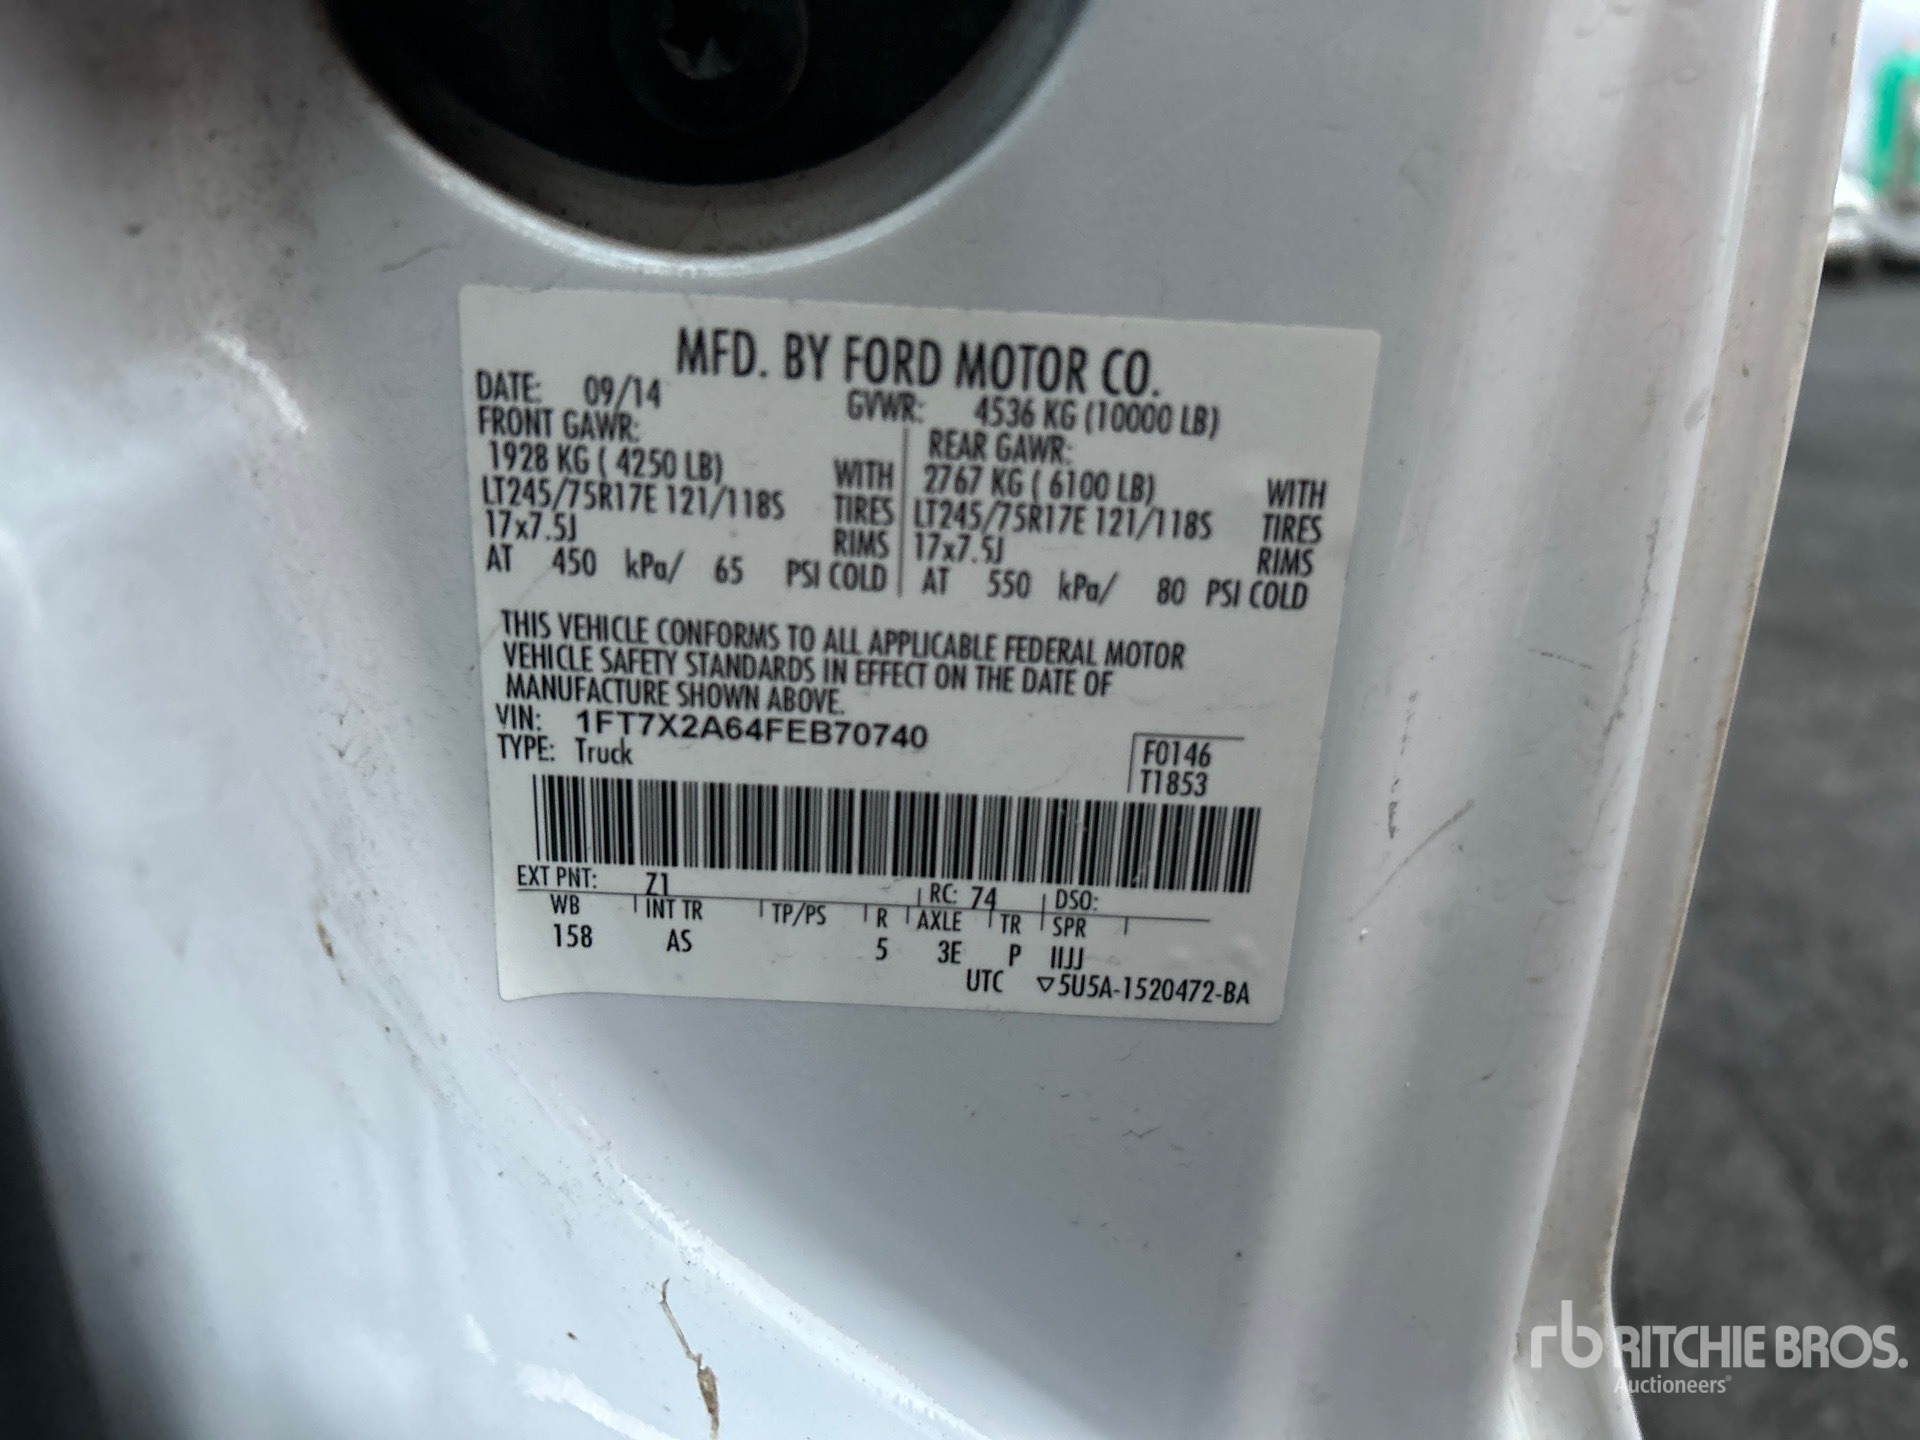 MFD. BY FORD MOTOR CO.
DATE: 09/14 GVWR: 4536 KG (10000 LB)
FRONT GAWR: REAR GAWR:
1928 KG ( 4250 LB) WITH 2767 KG ( 6100 LB) WITH
LT245/75R17E 121/118S TIRES LT245/75R17E 121/118S TIRES
17x7.5J RIMS 17x7.5J RIMS
AT 450 kPa/ 65 PSI COLD AT 550 kPa/ 80 PSI COLD
THIS VEHICLE CONFORMS TO ALL APPLICABLE FEDERAL MOTOR
VEHICLE SAFETY STANDARDS IN EFFECT ON THE DATE OF
MANUFACTURE SHOWN ABOVE.
VIN: 1FT7X2A64FEB70740
TYPE: Truck F0146
T1853
EXT PNT: Z1 RC: 74 DSO:
WB INT TR TP/PS R AXLE TR SPR
158 AS 5 3E P IIJJ
UTC ▽5U5A-1520472-BA
rb RITCHIE BROS.
Auctioneers